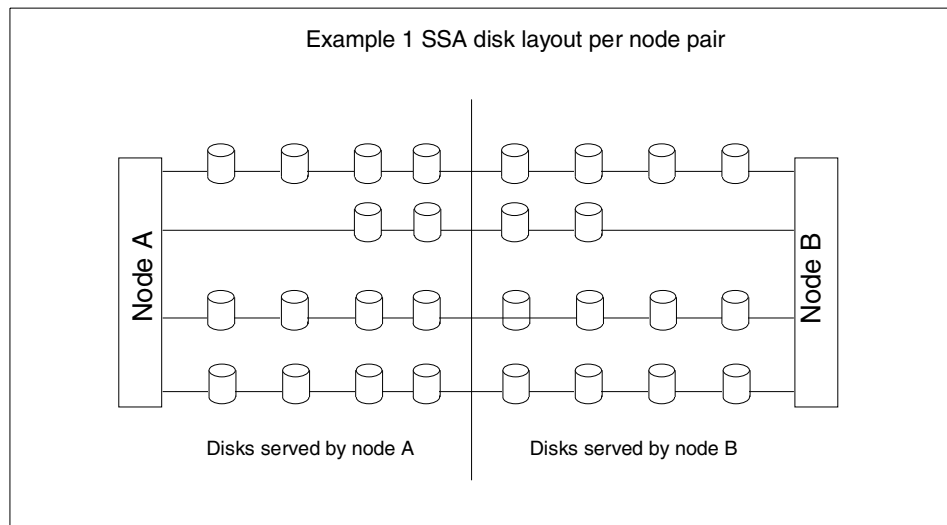 Example 1 SSA disk layout per node pair
Node A
Node B
Disks served by node A
Disks served by node B